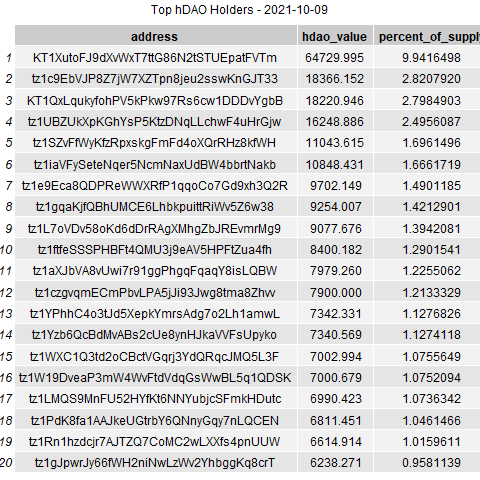 Top hDAO Holders - 2021-10-09
address hdao_value percent_of_supply
1 KT1XutoFJ9dXvWxT7ttG86N2tSTUEpatFVTm 64729.995 9.9416498
2 tz1c9EbVJP8Z7jW7XZTpn8jeu2sswKnGJT33 18366.152 2.8207920
3 KT1QxLqukyfohPV5kPkw97Rs6cw1DDDvYgbB 18220.946 2.7984903
4 tz1UBZUkXpKGhYsP5KtzDNqLLchwF4uHrGjw 16248.886 2.4956087
5 tz1SZvFfWyKfzRpxskgFmFd4oXQrRHz8kfWH 11043.615 1.6961496
6 tz1iaVFySeteNqer5NcmNaxUdBW4bbrtNakb 10848.431 1.6661719
7 tz1e9Eca8QDPReWWXRfP1qqoCo7Gd9xh3Q2R 9702.149 1.4901185
8 tz1gqaKjfQBhUMCE6LhbkpuittRiWv5Z6w38 9254.007 1.4212901
9 tz1L7oVDv58oKd6dDrRAgXMhgZbJREvmrMg9 9077.676 1.3942081
10 tz1ftfeSSSPHBFt4QMU3j9eAV5HPFtZua4fh 8400.182 1.2901541
11 tz1aXJbVA8vUwi7r91ggPhgqFqaqY8isLQBW 7979.260 1.2255062
12 tz1czgvqmECmPbvLPA5jJi93Jwg8tma8Zhvv 7900.000 1.2133329
13 tz1YPhhC4o3tJd5XepkYmrsAdg7o2Lh1amwL 7342.433 1.1276826
14 tz1Yzb6QcBdMvABs2cUe8ynHJkaVVFsUpyko 7340.569 1.1274118
15 tz1WXC1Q3td2oCBctVGqrj3YdQRqcJMQ5L3F 7002.994 1.0755649
16 tz1W19DveaP3mW4WvFtdVdqGsWwBL5q1QDSK 7000.679 1.0752094
17 tz1LMQS9MnFU52HYfKt6NNYubjcSFmkHDutc 6990.423 1.0736342
18 tz1PdK8fa1AAJkeUGtrbY6QNnyGqy7nLQCEN 6811.451 1.0461466
19 tz1Rn1hzdcjr7AJTZQ7CoMC2wLXXfs4pnUUW 6614.914 1.0159611
20 tz1gJpwrJy66fWH2niNwLzWv2YhbggKq8crT 6238.271 0.9581139